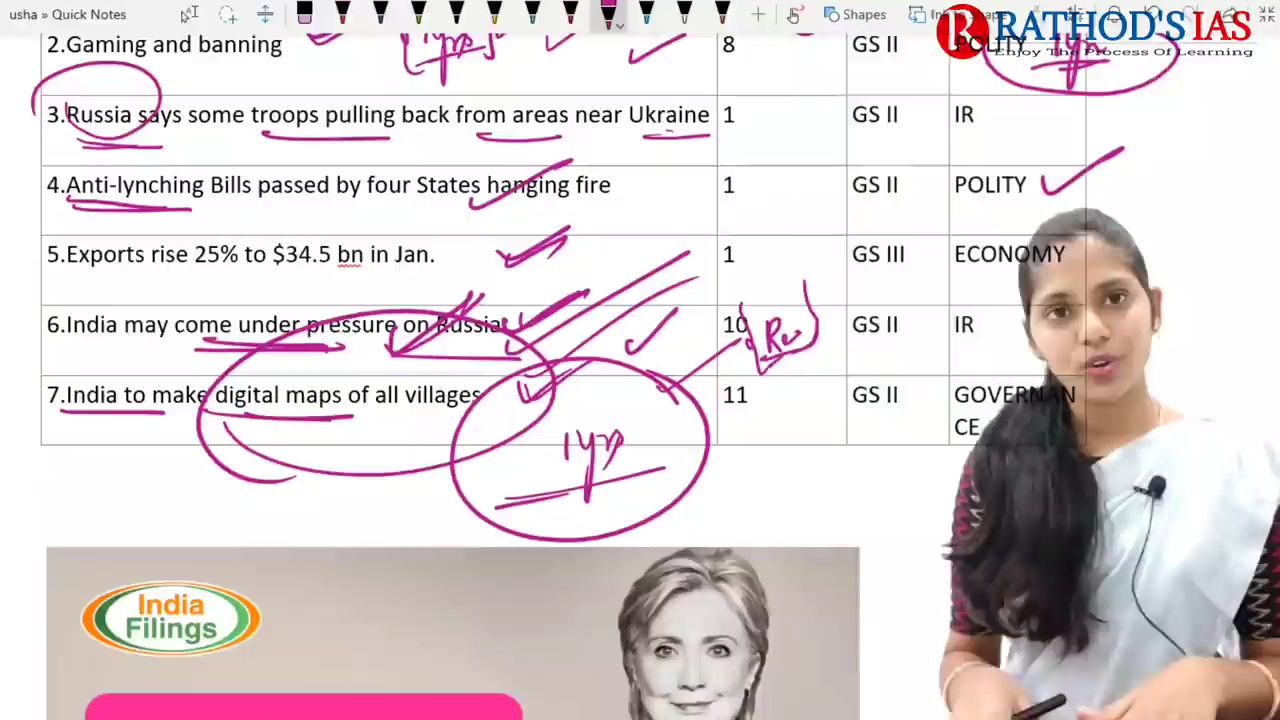 usha » Quick Notes
Shapes
RATHOD'S IAS
Enjoy The Process Of Learning
2.Gaming and banning 8 GS II POLITY
1yr
3.Russia says some troops pulling back from areas near Ukraine 1 GS II IR
4.Anti-lynching Bills passed by four States hanging fire 1 GS II POLITY
5.Exports rise 25% to $34.5 bn in Jan. 1 GS III ECONOMY
6.India may come under pressure on Russia 10 GS II IR
7.India to make digital maps of all villages 11 GS II GOVERNAN
CE
India
Filings